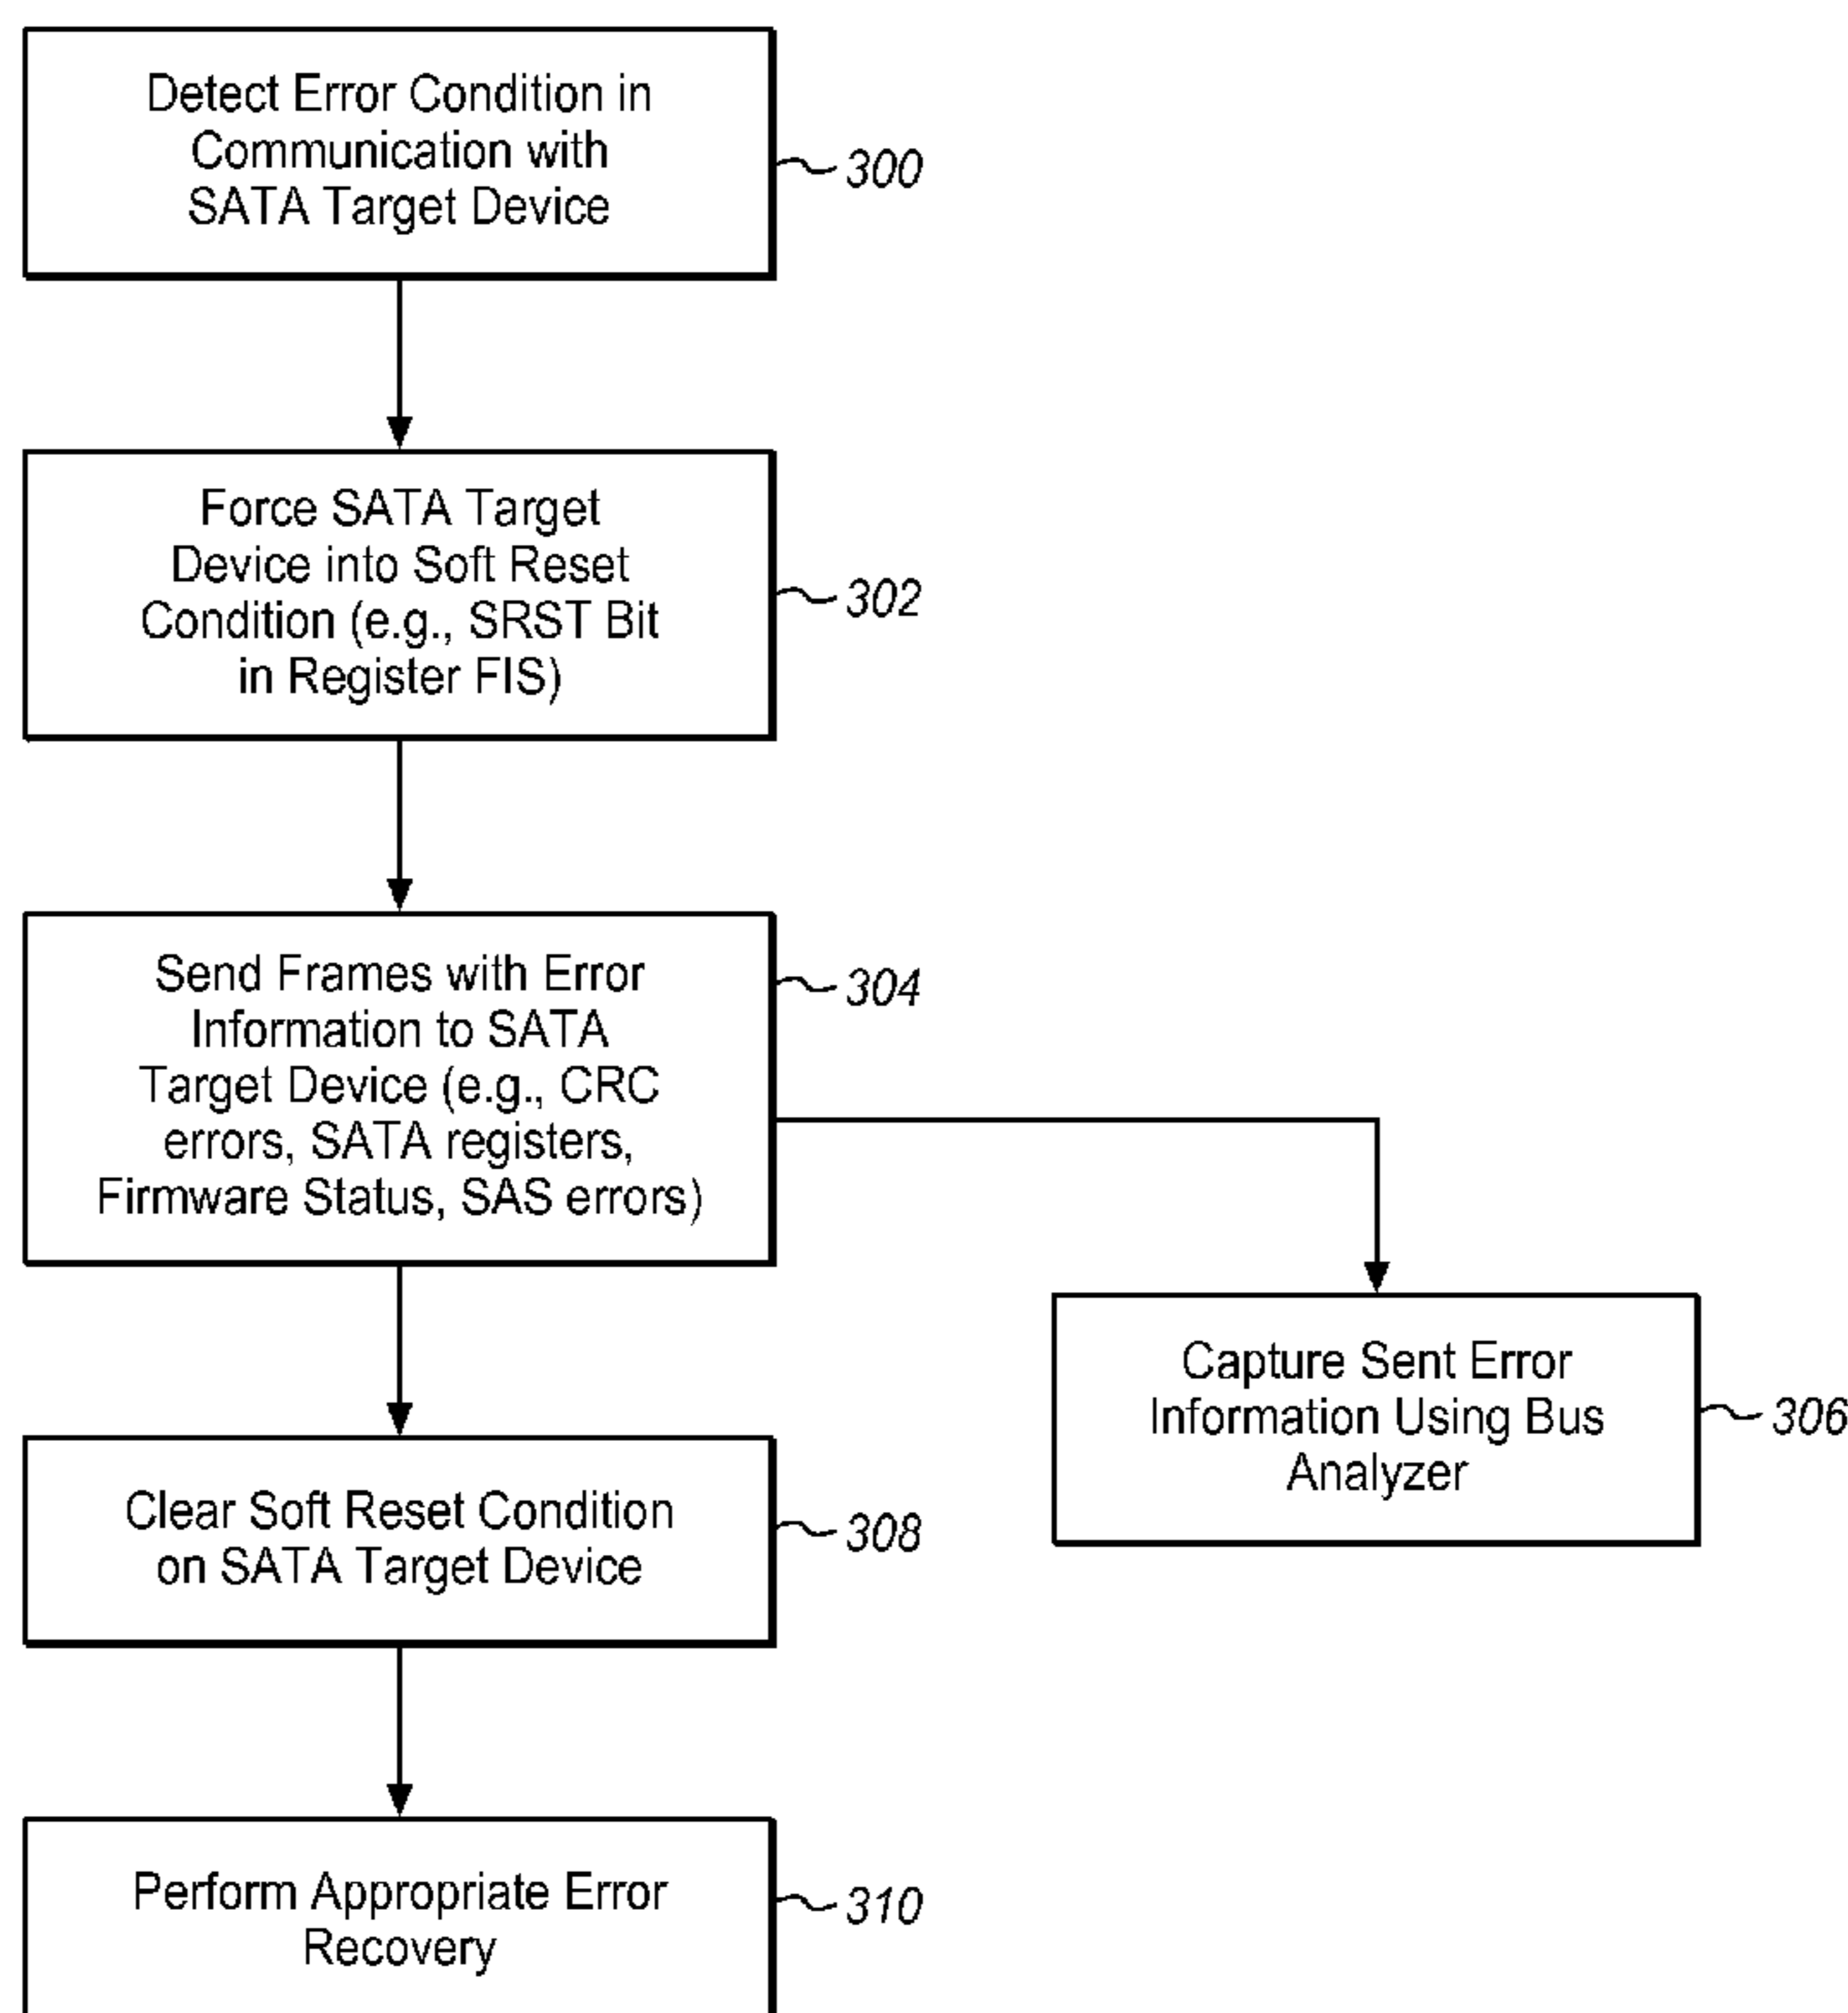 Detect Error Condition in
Communication with
SATA Target Device
300
Force SATA Target
Device into Soft Reset
Condition (e.g., SRST Bit
in Register FIS)
302
Send Frames with Error
Information to SATA
Target Device (e.g., CRC
errors, SATA registers,
Firmware Status, SAS errors)
304
Capture Sent Error
Information Using Bus
Analyzer
306
Clear Soft Reset Condition
on SATA Target Device
308
Perform Appropriate Error
Recovery
310